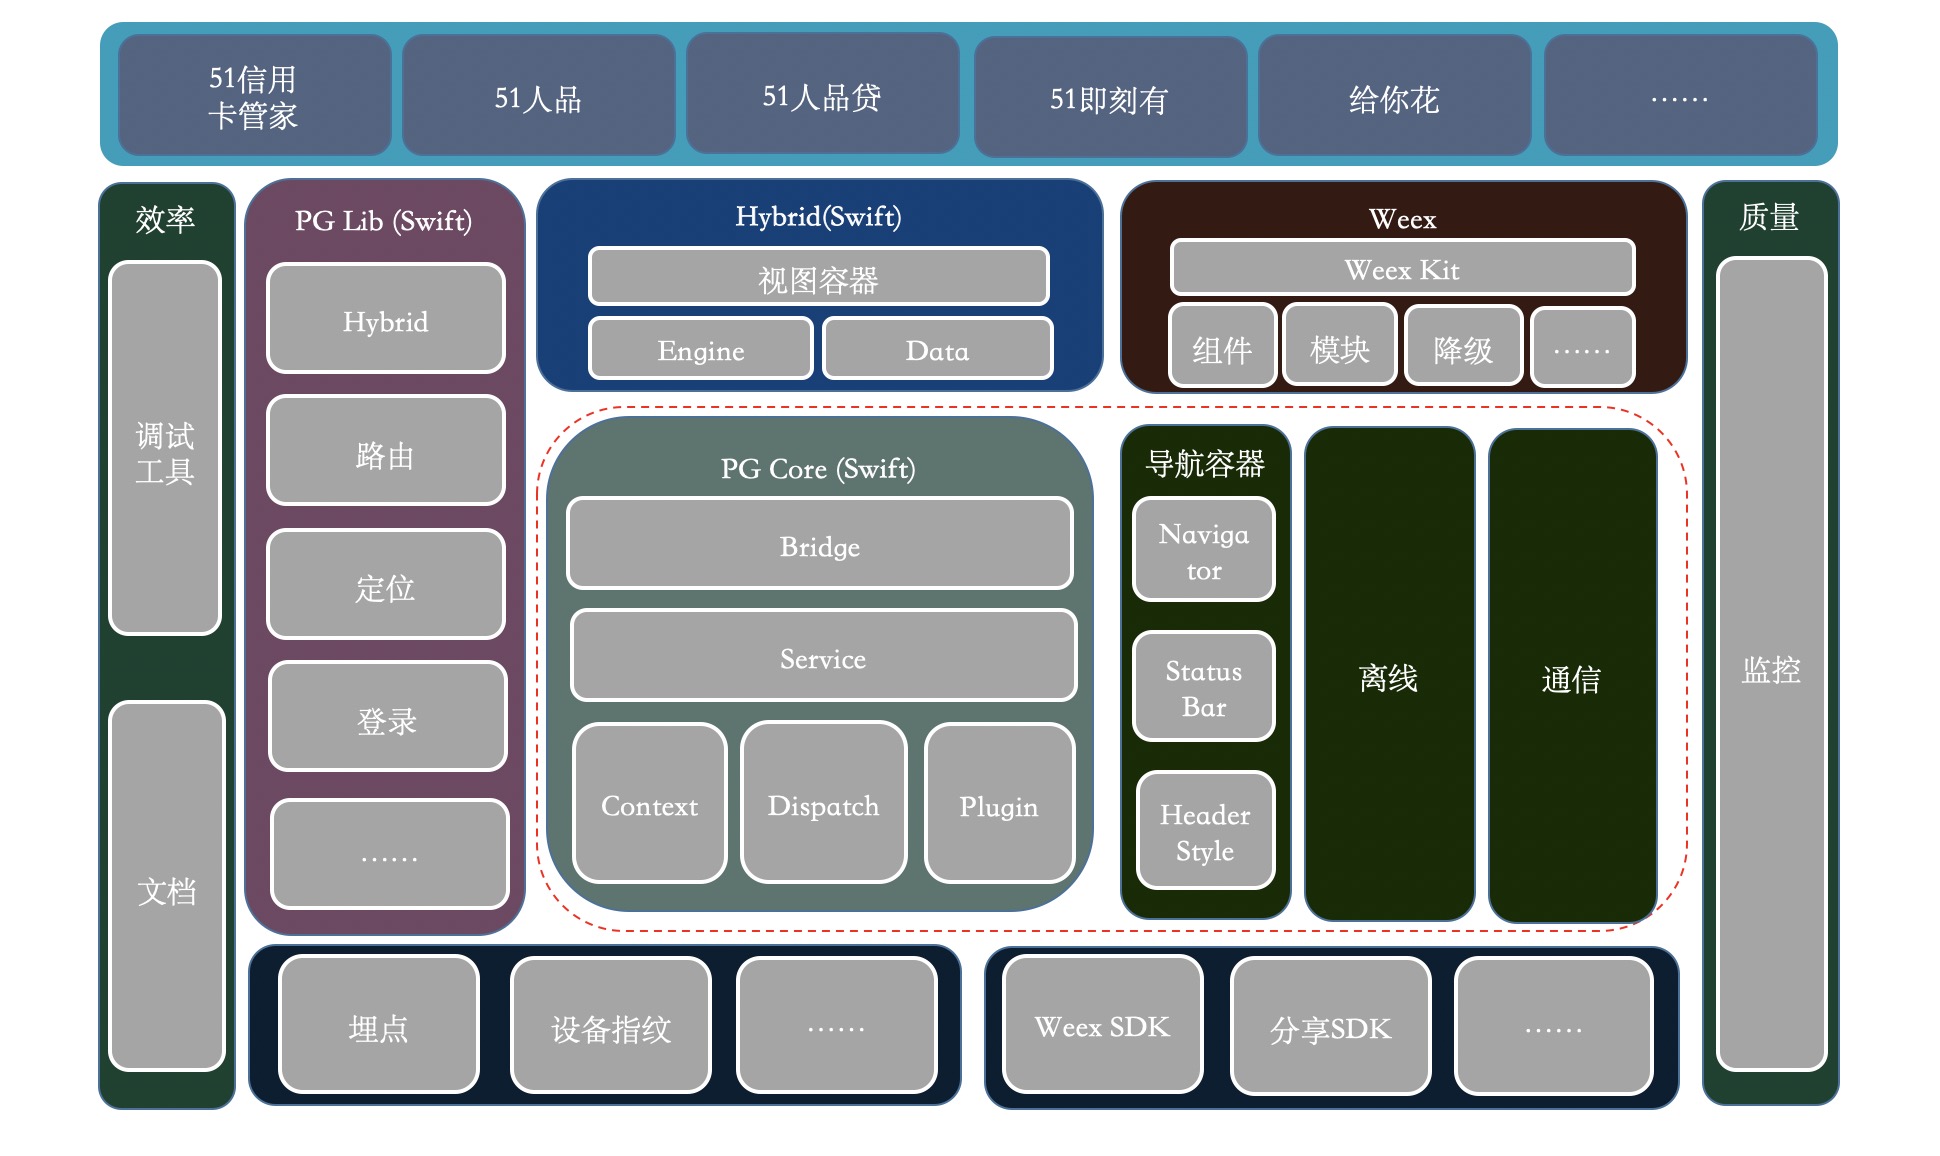 51信用
卡管家
51人品
51人品贷
51即刻有
给你花
……
效率
调试
工具
文档
PG Lib (Swift)
Hybrid
路由
定位
登录
……
Hybrid(Swift)
视图容器
Engine
Data
Weex
Weex Kit
组件
模块
降级
……
PG Core (Swift)
Bridge
Service
Context
Dispatch
Plugin
导航容器
Naviga
tor
Status
Bar
Header
Style
离线
通信
质量
监控
埋点
设备指纹
……
Weex SDK
分享SDK
……